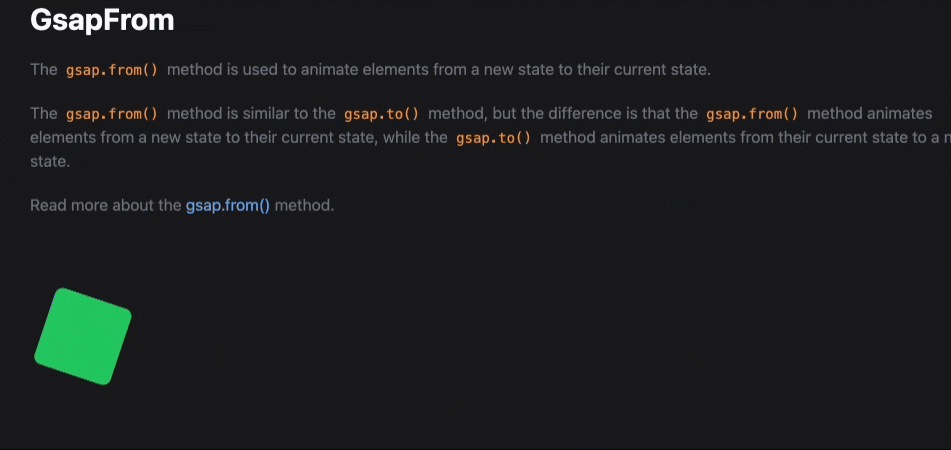 GsapFrom
The gsap.from() method is used to animate elements from a new state to their current state.
The gsap.from() method is similar to the gsap.to() method, but the difference is that the gsap.from() method animates
elements from a new state to their current state, while the gsap.to() method animates elements from their current state to a
state.
Read more about the gsap.from() method.